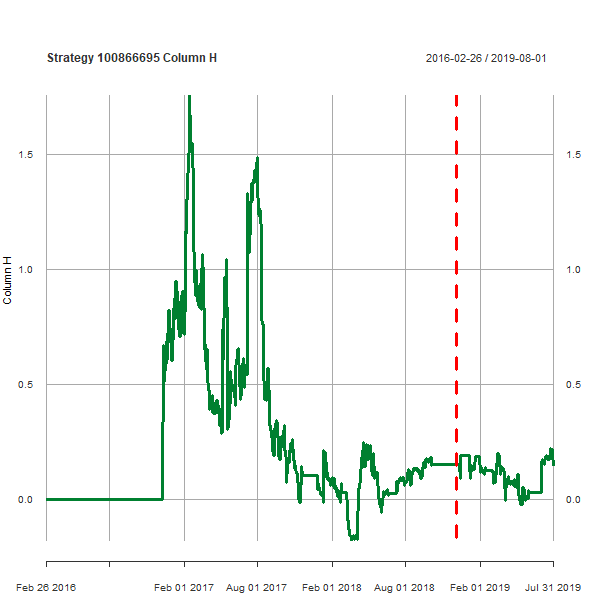 Strategy 100866695 Column H
2016-02-26 / 2019-08-01
1.5
1.5
1.0
1.0
Column H
0.5
0.5
0.0
0.0
Feb 26 2016
Feb 01 2017
Aug 01 2017
Feb 01 2018
Aug 01 2018
Feb 01 2019
Jul 31 2019